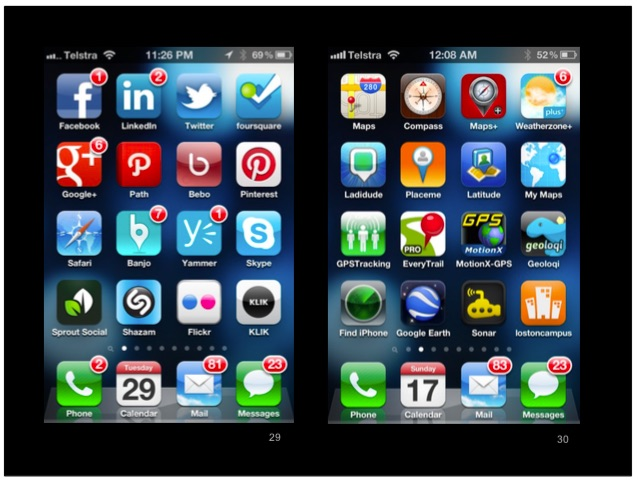 Telstra 11:26 PM 69%
1 2
Facebook LinkedIn Twitter foursquare
6
Google+ Path Bebo Pinterest
7 1
Safari Banjo Yammer Skype
KLIK
Sprout Social Shazam Flickr KLIK
2 Tuesday 81 23
29
Phone Calendar Mail Messages
29
Telstra 12:08 AM 52%
280 6
plus+
Maps Compass Maps+ Weatherzone+
Ladidude Placeme Latitude My Maps
GPS
PRO MotionX geoloqi
GPSTracking EveryTrail MotionX-GPS Geoloqi
Find iPhone Google Earth Sonar lostoncampus
Sunday 83 23
17
Phone Calendar Mail Messages
30